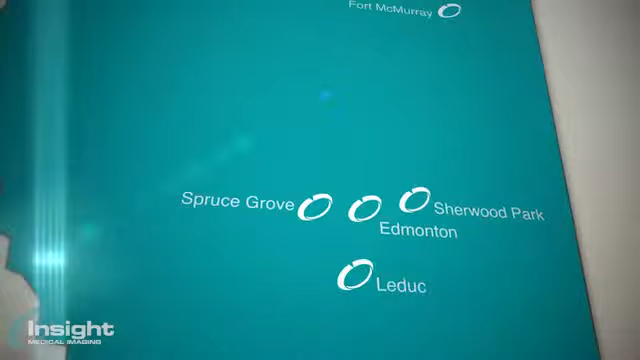 Fort McMurray
Spruce Grove
Sherwood Park
Edmonton
Leduc
Insight
MEDICAL IMAGING